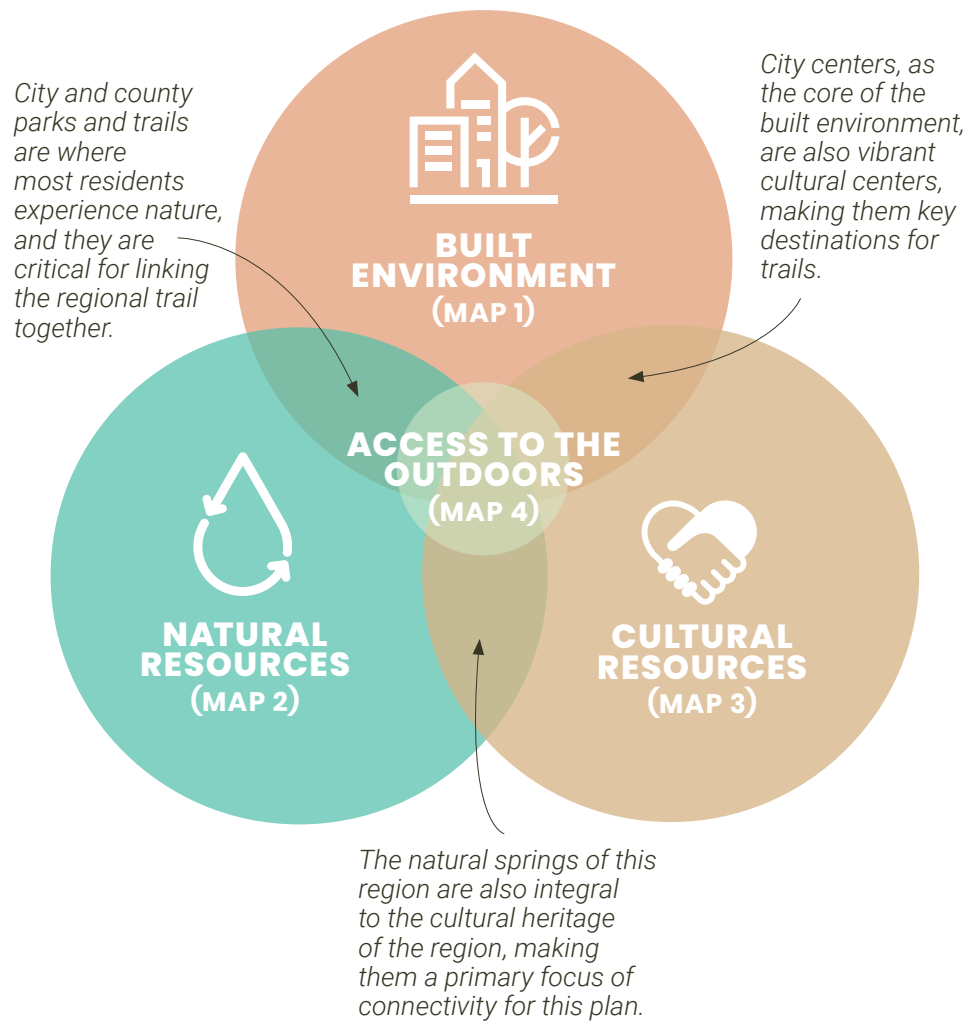 City and county
parks and trails
are where
most residents
experience nature,
and they are
critical for linking
the regional trail
together.
City centers, as
the core of the
built environment,
are also vibrant
cultural centers,
making them key
destinations for
trails.
BUILT
ENVIRONMENT
(MAP 1)
ACCESS TO THE
OUTDOORS
(MAP 4)
NATURAL
RESOURCES
(MAP 2)
CULTURAL
RESOURCES
(MAP 3)
The natural springs of this
region are also integral
to the cultural heritage
of the region, making
them a primary focus of
connectivity for this plan.